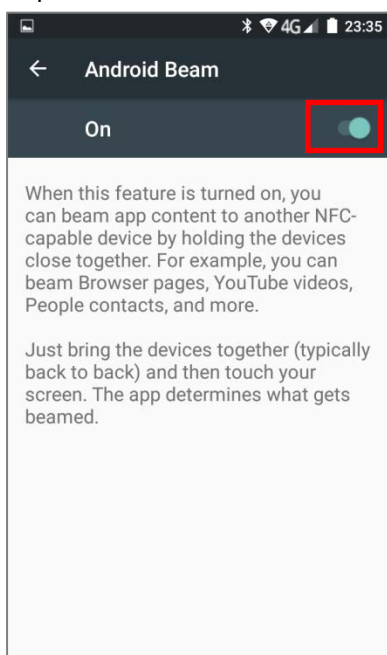 4G 23:35
Android Beam
On
When this feature is turned on, you
can beam app content to another NFC-
capable device by holding the devices
close together. For example, you can
beam Browser pages, YouTube videos,
People contacts, and more.
Just bring the devices together (typically
back to back) and then touch your
screen. The app determines what gets
beamed.